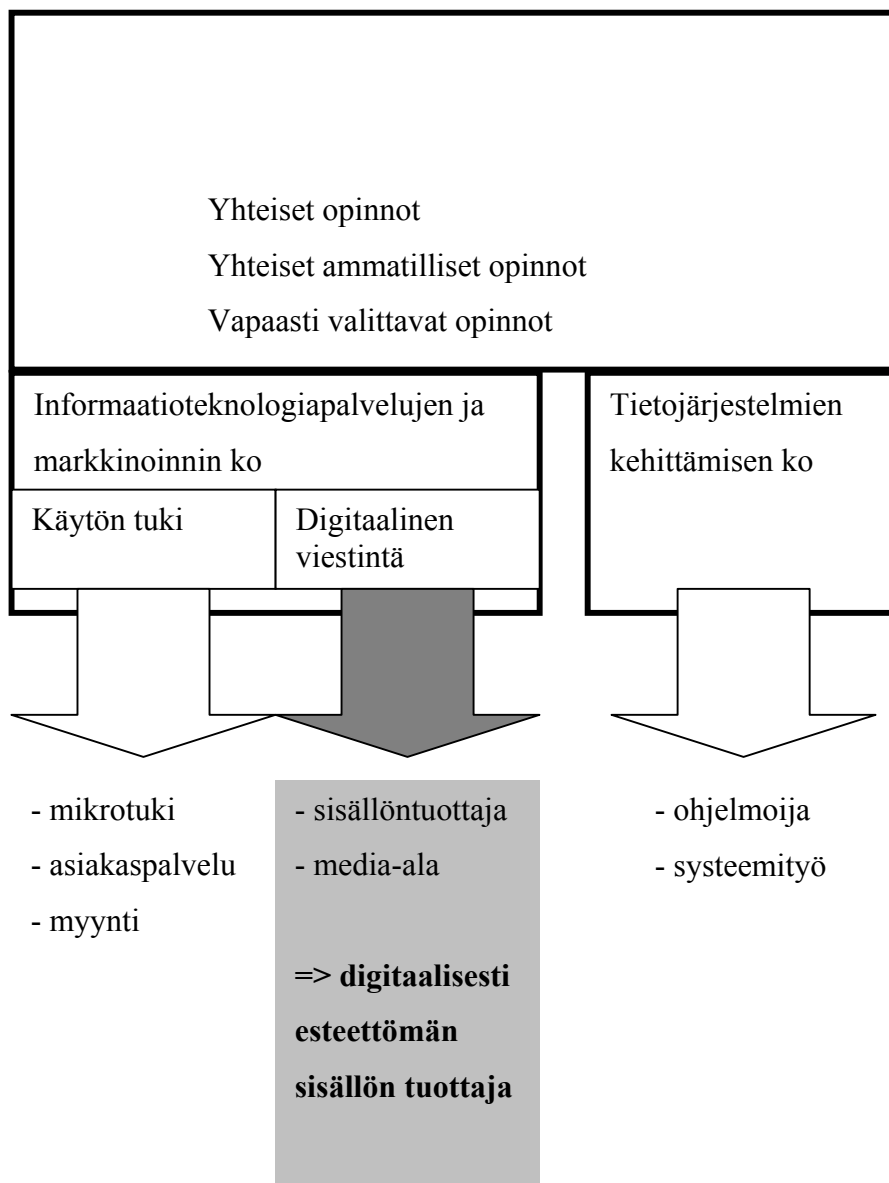 Yhteiset opinnot
Yhteiset ammatilliset opinnot
Vapaasti valittavat opinnot
Informaatioteknologiapalvelujen ja
markkinoinnin ko
Käytön tuki
Digitaalinen
viestintä
Tietojärjestelmien
kehittämisen ko
- mikrotuki
- asiakaspalvelu
- myynti
- sisällöntuottaja
- media-ala
=> digitaalisesti
esteettömän
sisällön tuottaja
- ohjelmoija
- systeemityö